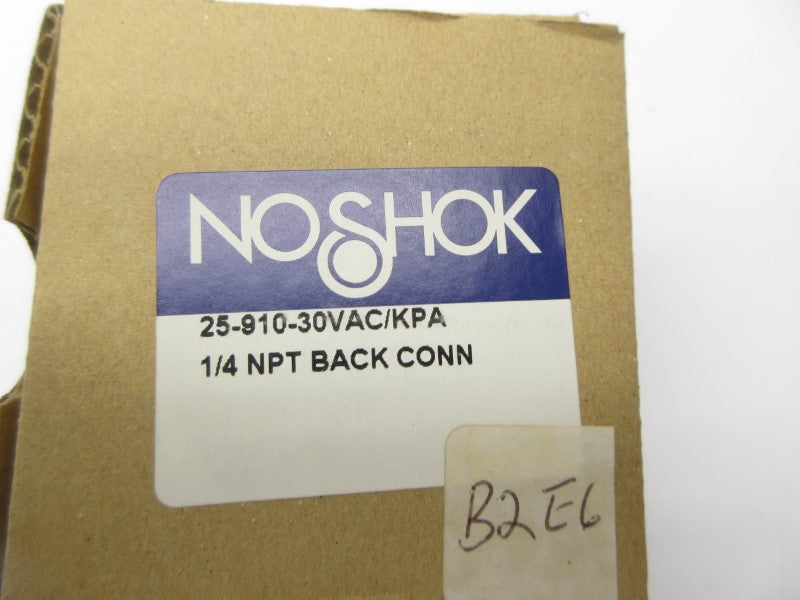 NOSHOK
25-910-30VAC/KPA
1/4 NPT BACK CONN
B2E6